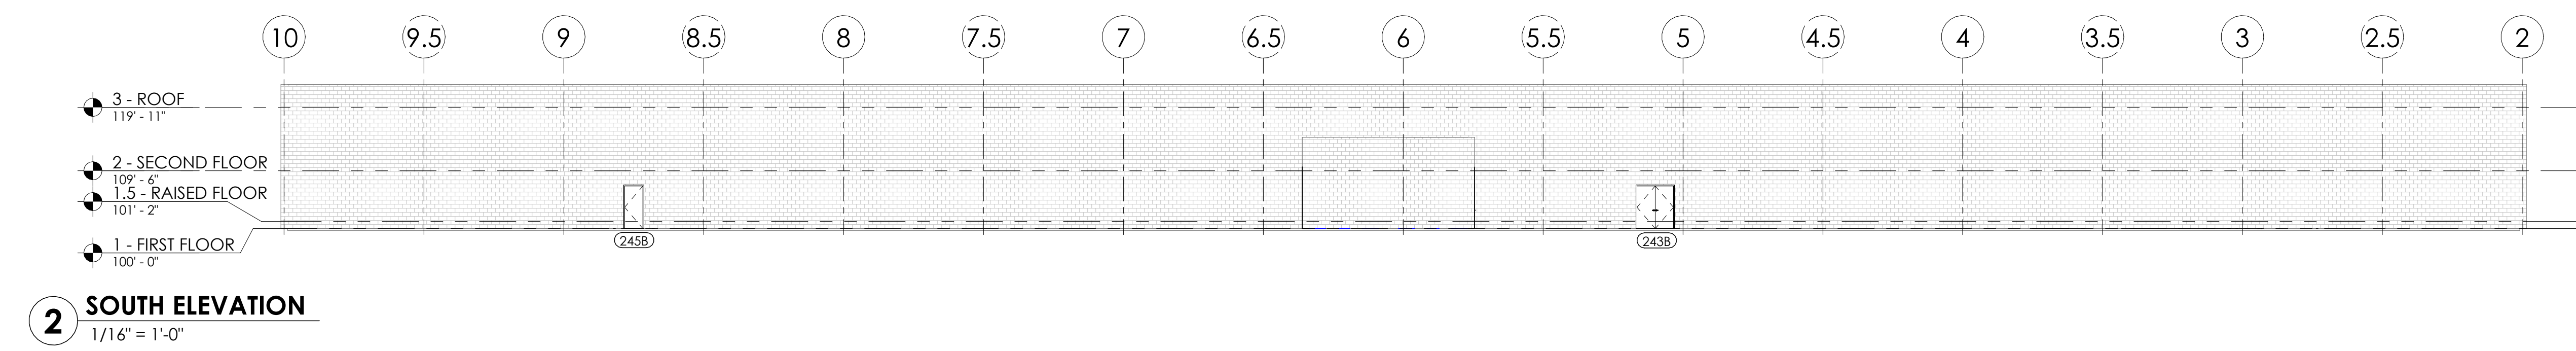 10 9.5 9 8.5 8 7.5 7 6.5 6 5.5 5 4.5 4 3.5 3 2.5 2
3 - ROOF
119' - 11"
2 - SECOND FLOOR
109' - 6"
1.5 - RAISED FLOOR
101' - 2"
1 - FIRST FLOOR
100' - 0"
245B
243B
2 SOUTH ELEVATION
1/16" = 1'-0"